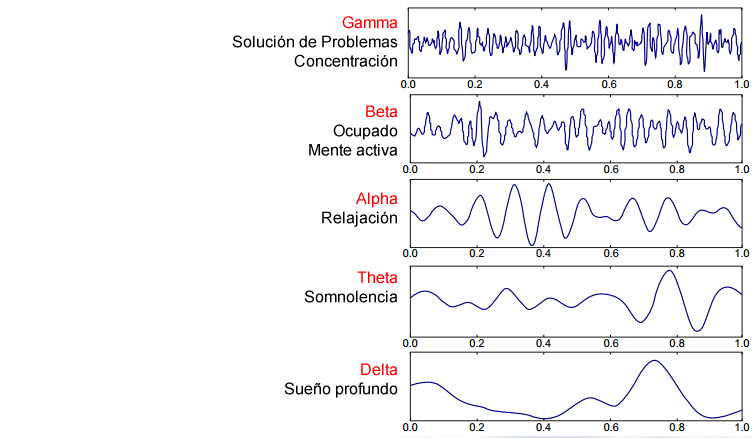 Gamma
Solución de Problemas
Concentración
0.0 0.2 0.4 0.6 0.8 1.0
Beta
Ocupado
Mente activa
0.0 0.2 0.4 0.6 0.8 1.0
Alpha
Relajación
0.0 0.2 0.4 0.6 0.8 1.0
Theta
Somnolencia
0.0 0.2 0.4 0.6 0.8 1.0
Delta
Sueño profundo
0.0 0.2 0.4 0.6 0.8 1.0